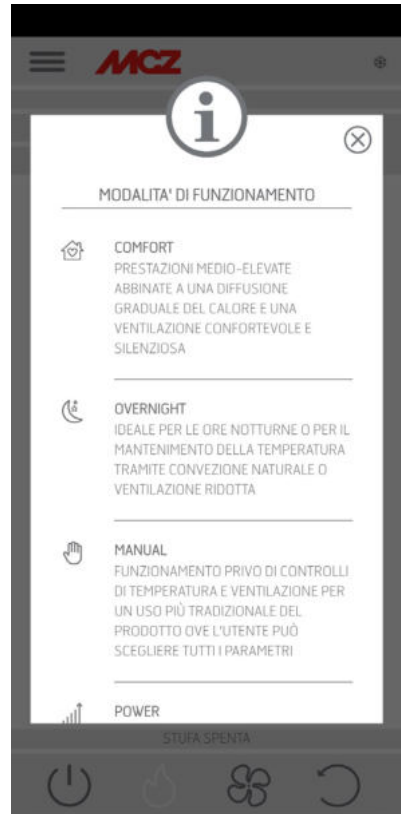 MCZ
i
MODALITA' DI FUNZIONAMENTO
COMFORT
PRESTAZIONI MEDIO-ELEVATE
ABBINATE A UNA DIFFUSIONE
GRADUALE DEL CALORE E UNA
VENTILAZIONE CONFORTEVOLE E
SILENZIOSA
OVERNIGHT
IDEALE PER LE ORE NOTTURNE O PER IL
MANTENIMENTO DELLA TEMPERATURA
TRAMITE CONVEZIONE NATURALE O
VENTILAZIONE RIDOTTA
MANUAL
FUNZIONAMENTO PRIVO DI CONTROLLI
DI TEMPERATURA E VENTILAZIONE PER
UN USO PIÙ TRADIZIONALE DEL
PRODOTTO OVE L'UTENTE PUÒ
SCEGLIERE TUTTI I PARAMETRI
POWER
STUFA SPENTA